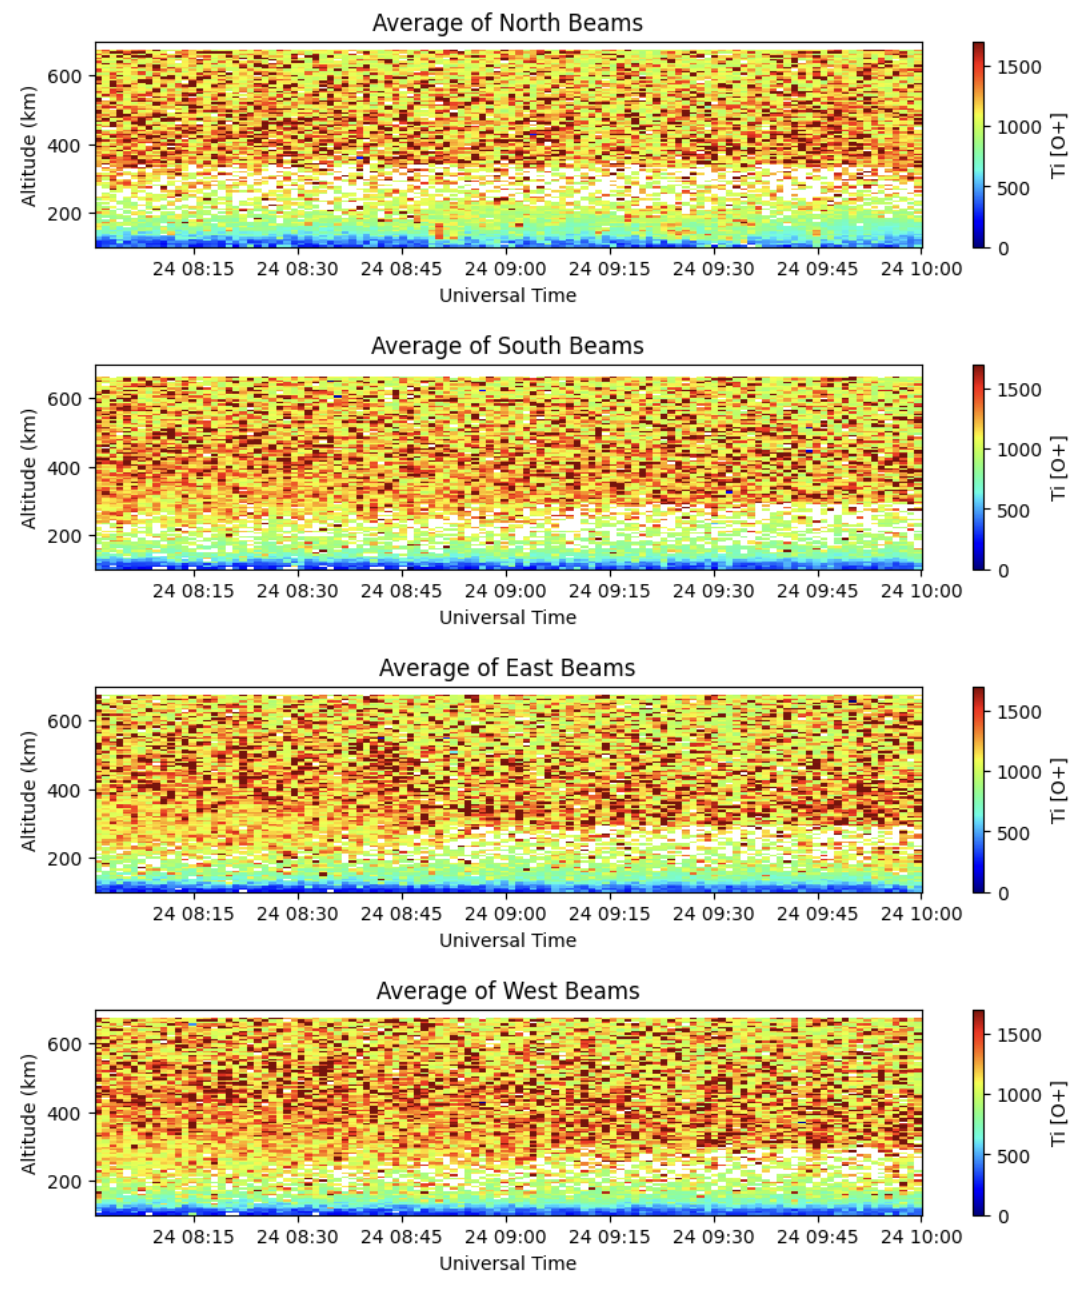 Average of North Beams
Altitude (km)
600
400
200
24 08:15 24 08:30 24 08:45 24 09:00 24 09:15 24 09:30 24 09:45 24 10:00
Universal Time
1500
1000
500
0
Ti [O+]
Average of South Beams
Altitude (km)
600
400
200
24 08:15 24 08:30 24 08:45 24 09:00 24 09:15 24 09:30 24 09:45 24 10:00
Universal Time
1500
1000
500
0
Ti [O+]
Average of East Beams
Altitude (km)
600
400
200
24 08:15 24 08:30 24 08:45 24 09:00 24 09:15 24 09:30 24 09:45 24 10:00
Universal Time
1500
1000
500
0
Ti [O+]
Average of West Beams
Altitude (km)
600
400
200
24 08:15 24 08:30 24 08:45 24 09:00 24 09:15 24 09:30 24 09:45 24 10:00
Universal Time
1500
1000
500
0
Ti [O+]